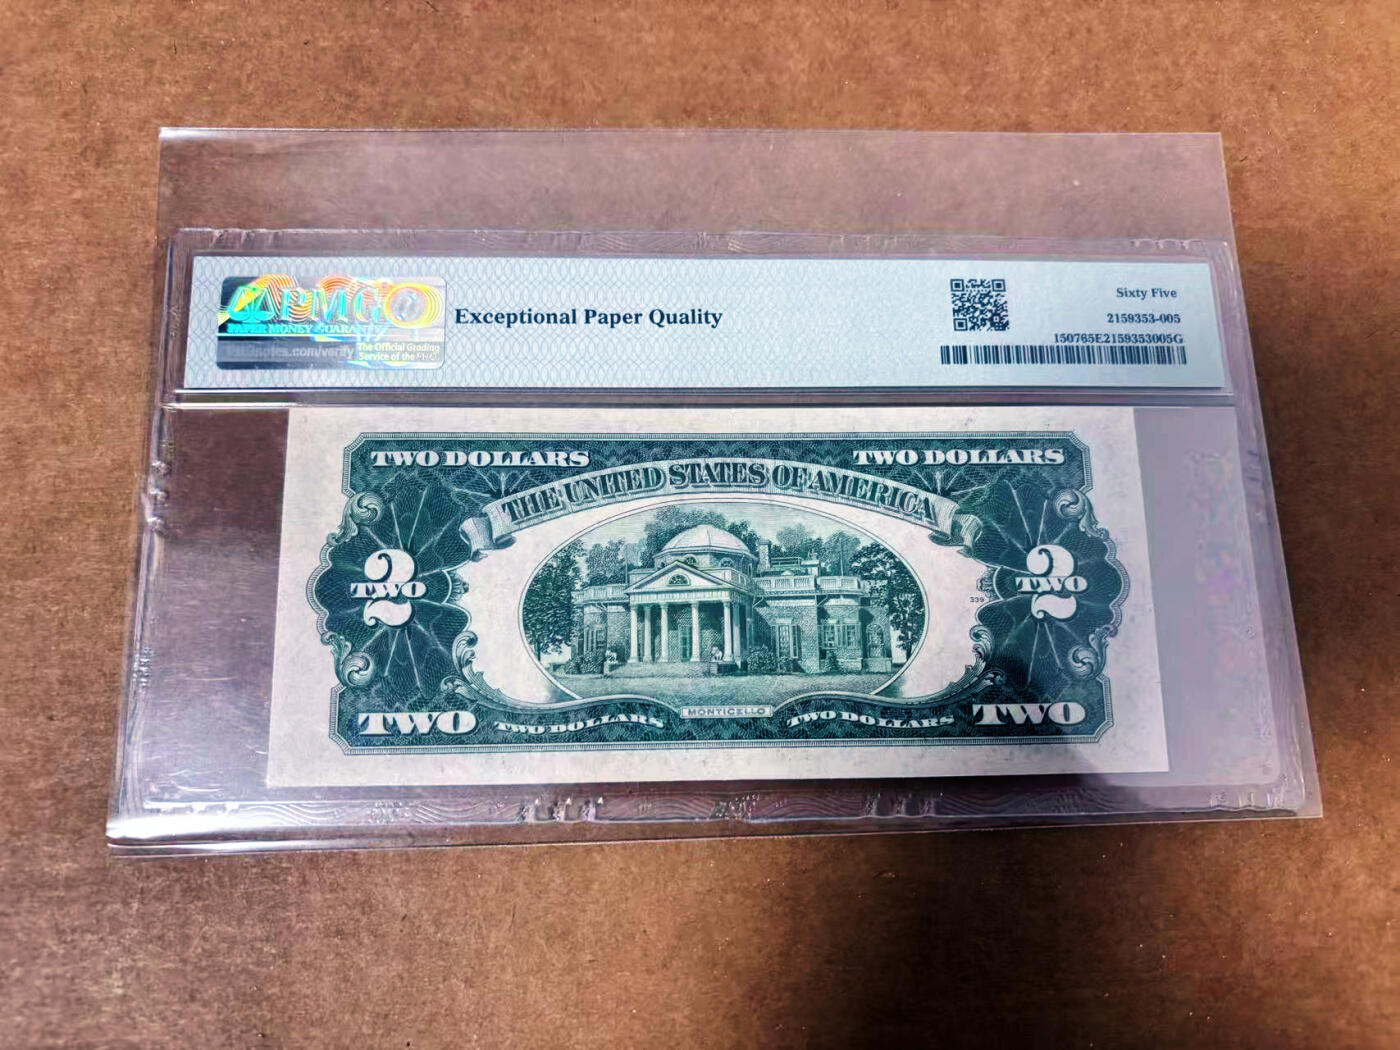 PMG
PAPER MONEY GUARANTY
The Official Grading
Service of the PNG
Exceptional Paper Quality
Sixty Five
2159353-005
150765E2159353005G
TWO DOLLARS
TWO DOLLARS
THE UNITED STATES OF AMERICA
2
TWO
2
TWO
339
MONTICELLO
TWO
TWO DOLLARS
TWO DOLLARS
TWO